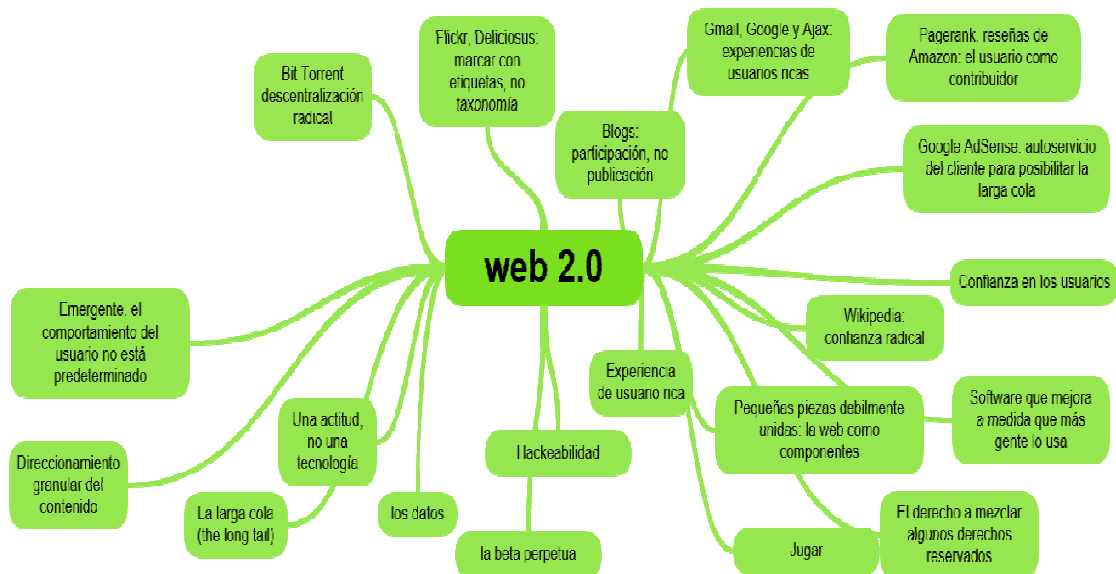 Bit Torrent
descentralización
radical
Flickr, Deliciosus:
marcar con
etiquetas, no
taxonomía
Blogs:
participación, no
publicación
Gmail, Google y Ajax:
experiencias de
usuarios ricas
Pagerank, reseñas de
Amazon: el usuario como
contribuidor
Google AdSense: autoservicio
del cliente para posibilitar la
larga cola
web 2.0
Confianza en los usuarios
Wikipedia:
confianza radical
Emergente. el
comportamiento del
usuario no está
predeterminado
Experiencia
de usuario rica
Pequeñas piezas debilmente
unidas: la web como
componentes
Software que mejora
a medida que más
gente lo usa
Una actitud,
no una
tecnología
Hackeabilidad
Direccionamiento
granular del
contenido
La larga cola
(the long tail)
los datos
la beta perpetua
Jugar
El derecho a mezclar
algunos derechos
reservados